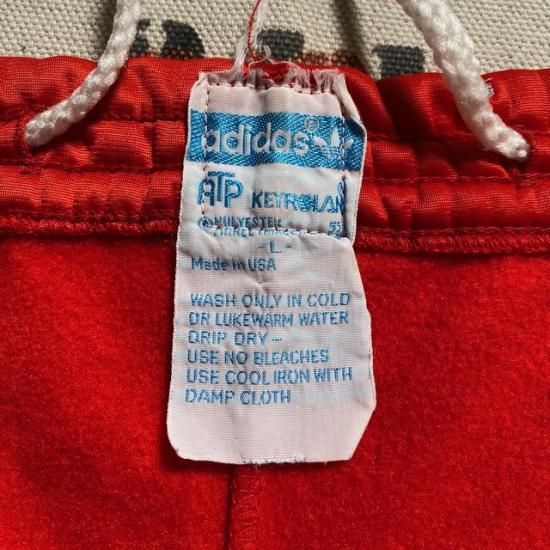 adidas®
ATP KEYROLAN
-L-
Made in USA
WASH ONLY IN COLD
OR LUKEWARM WATER
DRIP DRY -
USE NO BLEACHES
USE COOL IRON WITH
DAMP CLOTH